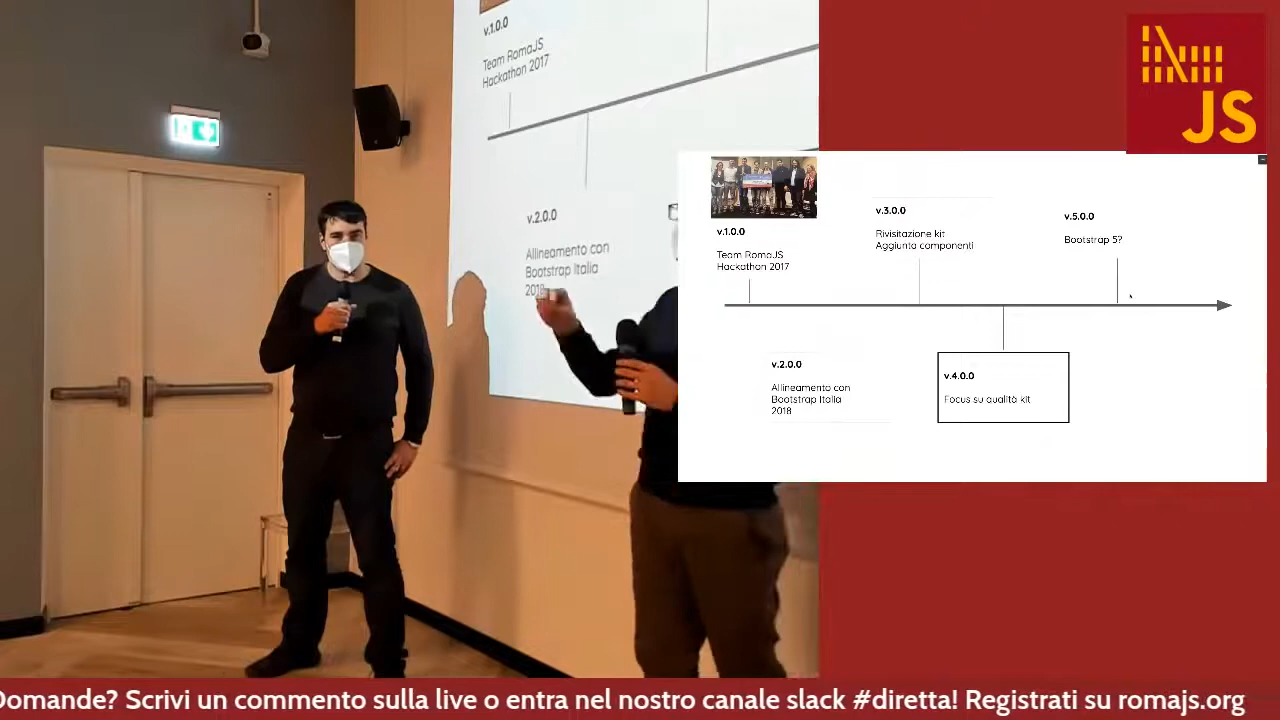 v.1.0.0
Team RomaJS
Hackathon 2017
v.2.0.0
Allineamento con
Bootstrap Italia
2018
JS
v.1.0.0
Team RomaJS
Hackathon 2017
v.3.0.0
Rivisitazione kit
Aggiunta componenti
v.5.0.0
Bootstrap 5?
v.2.0.0
Allineamento con
Bootstrap Italia
2018
v.4.0.0
Focus su qualità kit
Domande? Scrivi un commento sulla live o entra nel nostro canale slack #diretta! Registrati su romajs.org